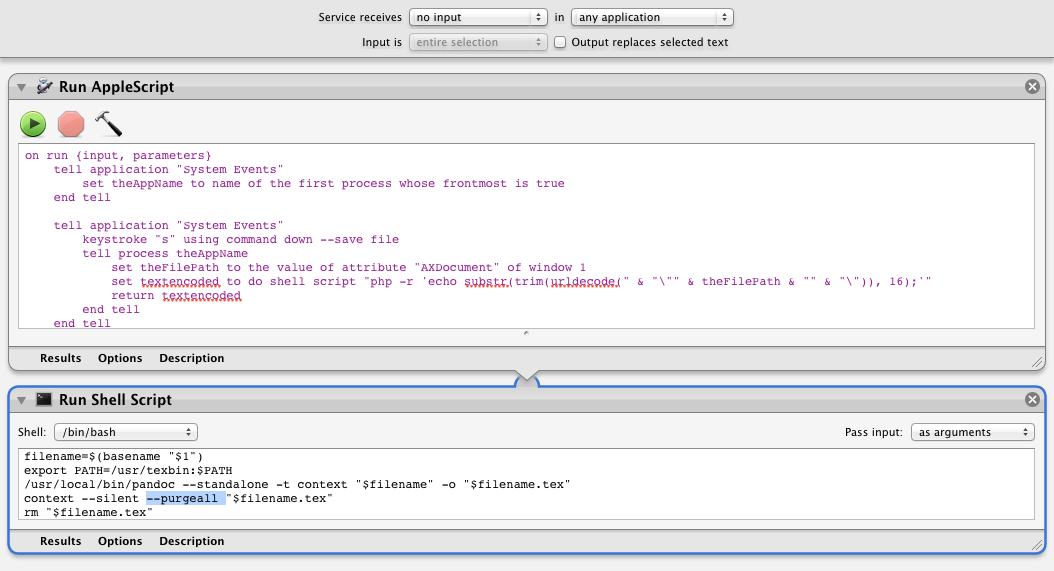 Service receives no input in any application
Input is entire selection Output replaces selected text
Run AppleScript
on run {input, parameters}
tell application "System Events"
set theAppName to name of the first process whose frontmost is true
end tell
tell application "System Events"
keystroke "s" using command down --save file
tell process theAppName
set theFilePath to the value of attribute "AXDocument" of window 1
set textencoded to do shell script "php -r 'echo substr(trim(urldecode(" & "\"" & theFilePath & "" & "\")), 16);'"
return textencoded
end tell
end tell
Results Options Description
Run Shell Script
Shell: /bin/bash Pass input: as arguments
filename=$(basename "$1")
export PATH=/usr/texbin:$PATH
/usr/local/bin/pandoc --standalone -t context "$filename" -o "$filename.tex"
context --silent --purgeall "$filename.tex"
rm "$filename.tex"
Results Options Description